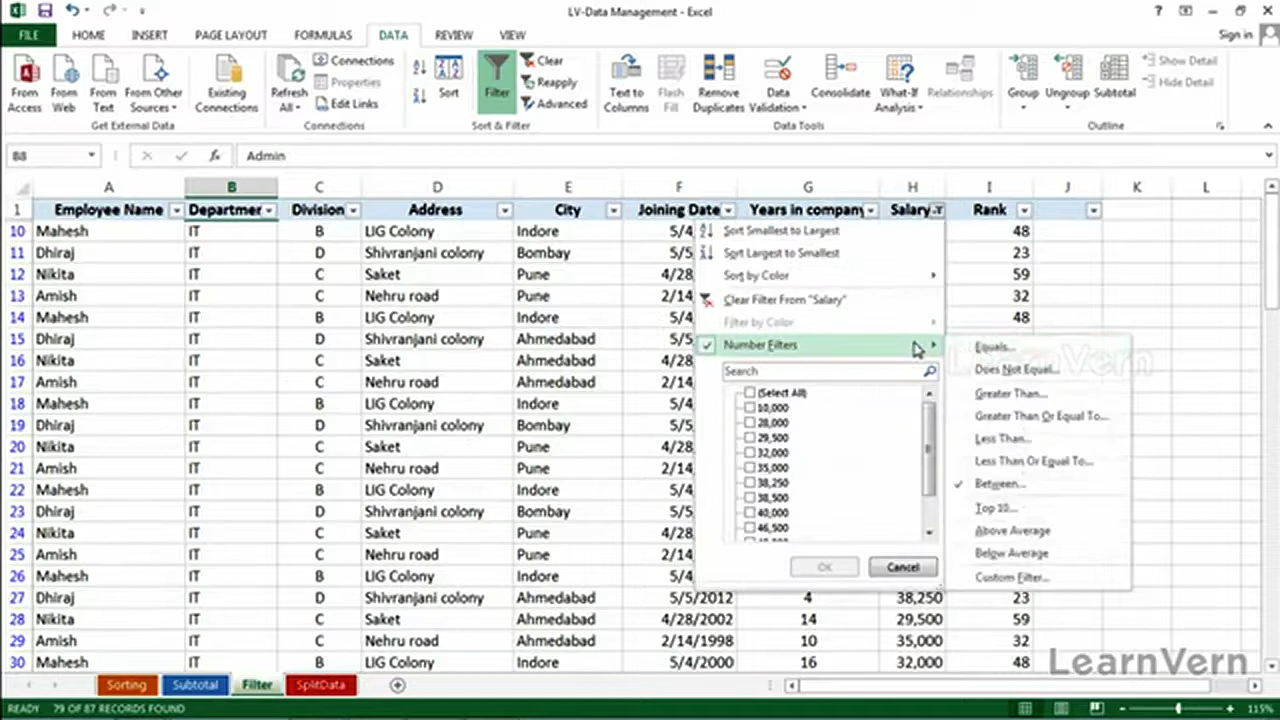 LV-Data Management - Excel
? Sign in
FILE HOME INSERT PAGE LAYOUT FORMULAS DATA REVIEW VIEW
From Access
From Web
From Text
From Other Sources
Existing Connections
Get External Data
Refresh All
Connections
Properties
Edit Links
Connections
Sort
Filter
Clear
Reapply
Advanced
Sort & Filter
Text to Columns
Flash Fill
Remove Duplicates
Data Validation
Consolidate
What-If Analysis
Relationships
Data Tools
Group
Ungroup
Subtotal
Show Detail
Hide Detail
Outline
B8 fx Admin
A B C D E F G H I J K L
1 Employee Name Departmer Division Address City Joining Date Years in company Salary Rank
10 Mahesh IT B LIG Colony Indore 5/4 48
11 Dhiraj IT D Shivranjani colony Bombay 5/5 23
12 Nikita IT C Saket Pune 4/28 59
13 Amish IT C Nehru road Pune 2/14 32
14 Mahesh IT B LIG Colony Indore 5/4 48
15 Dhiraj IT D Shivranjani colony Ahmedabad 5/5
16 Nikita IT C Saket Ahmedabad 4/28
17 Amish IT C Nehru road Ahmedabad 2/14
18 Mahesh IT B LIG Colony Indore 5/4
19 Dhiraj IT D Shivranjani colony Bombay 5/5
20 Nikita IT C Saket Pune 4/28
21 Amish IT C Nehru road Pune 2/14
22 Mahesh IT B LIG Colony Indore 5/4
23 Dhiraj IT D Shivranjani colony Pune 5/5
24 Nikita IT C Saket Pune 4/28
25 Amish IT C Nehru road Pune 2/14
26 Mahesh IT B LIG Colony Indore 5/4
27 Dhiraj IT D Shivranjani colony Ahmedabad 5/5/2012 4 38,250 23
28 Nikita IT C Saket Ahmedabad 4/28/2002 14 29,500 59
29 Amish IT C Nehru road Ahmedabad 2/14/1998 10 35,000 32
30 Mahesh IT B LIG Colony Indore 5/4/2000 16 32,000 48
Sort Smallest to Largest
Sort Largest to Smallest
Sort by Color
Clear Filter From "Salary"
Filter by Color
Number Filters
Search
(Select All)
10,000
28,000
29,500
32,000
35,000
38,250
38,500
40,000
46,500
OK Cancel
Equals...
Does Not Equal...
Greater Than...
Greater Than Or Equal To...
Less Than...
Less Than Or Equal To...
Between...
Top 10...
Above Average
Below Average
Custom Filter...
LearnVern
LearnVern
Sorting Subtotal Filter SplitData
READY 79 OF 87 RECORDS FOUND 115%